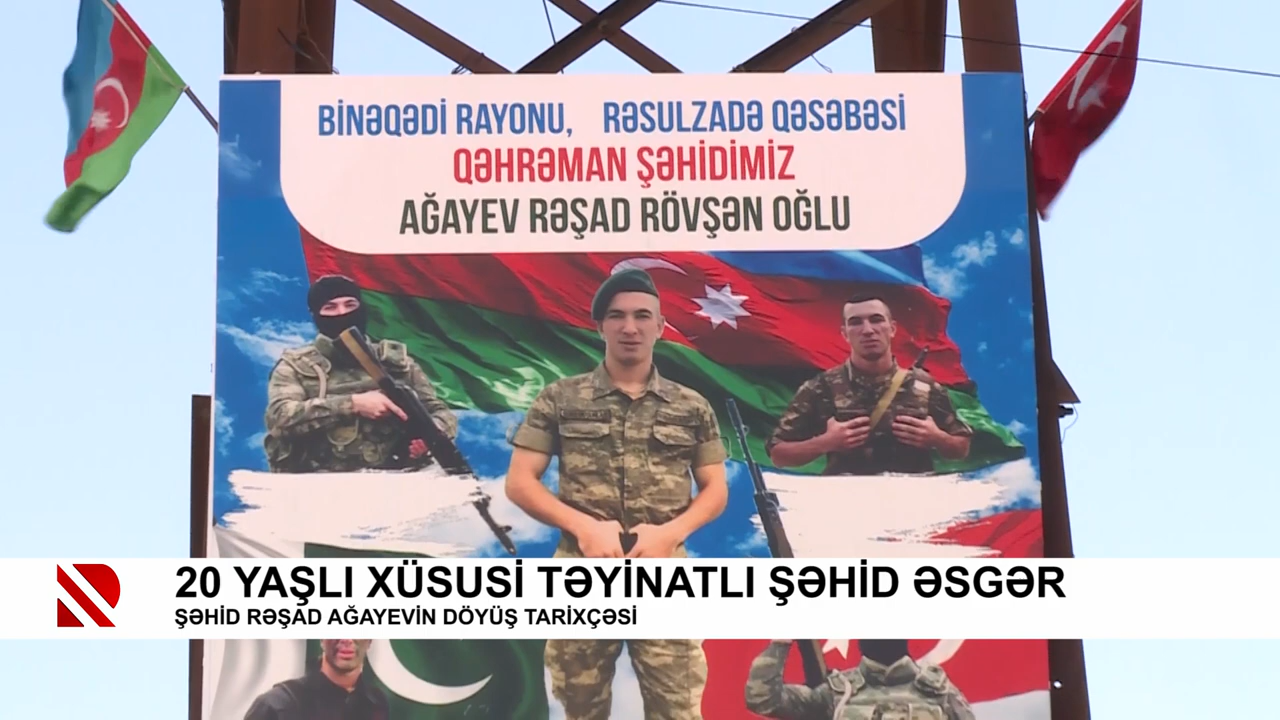 BİNƏQƏDİ RAYONU, RƏSULZADƏ QƏSƏBƏSİ
QƏHRƏMAN ŞƏHİDİMİZ
AĞAYEV RƏŞAD RÖVŞƏN OĞLU
20 YAŞLI XÜSUSİ TƏYİNATLI ŞƏHİD ƏSGƏR
ŞƏHİD RƏŞAD AĞAYEVİN DÖYÜŞ TARİXÇƏSİ